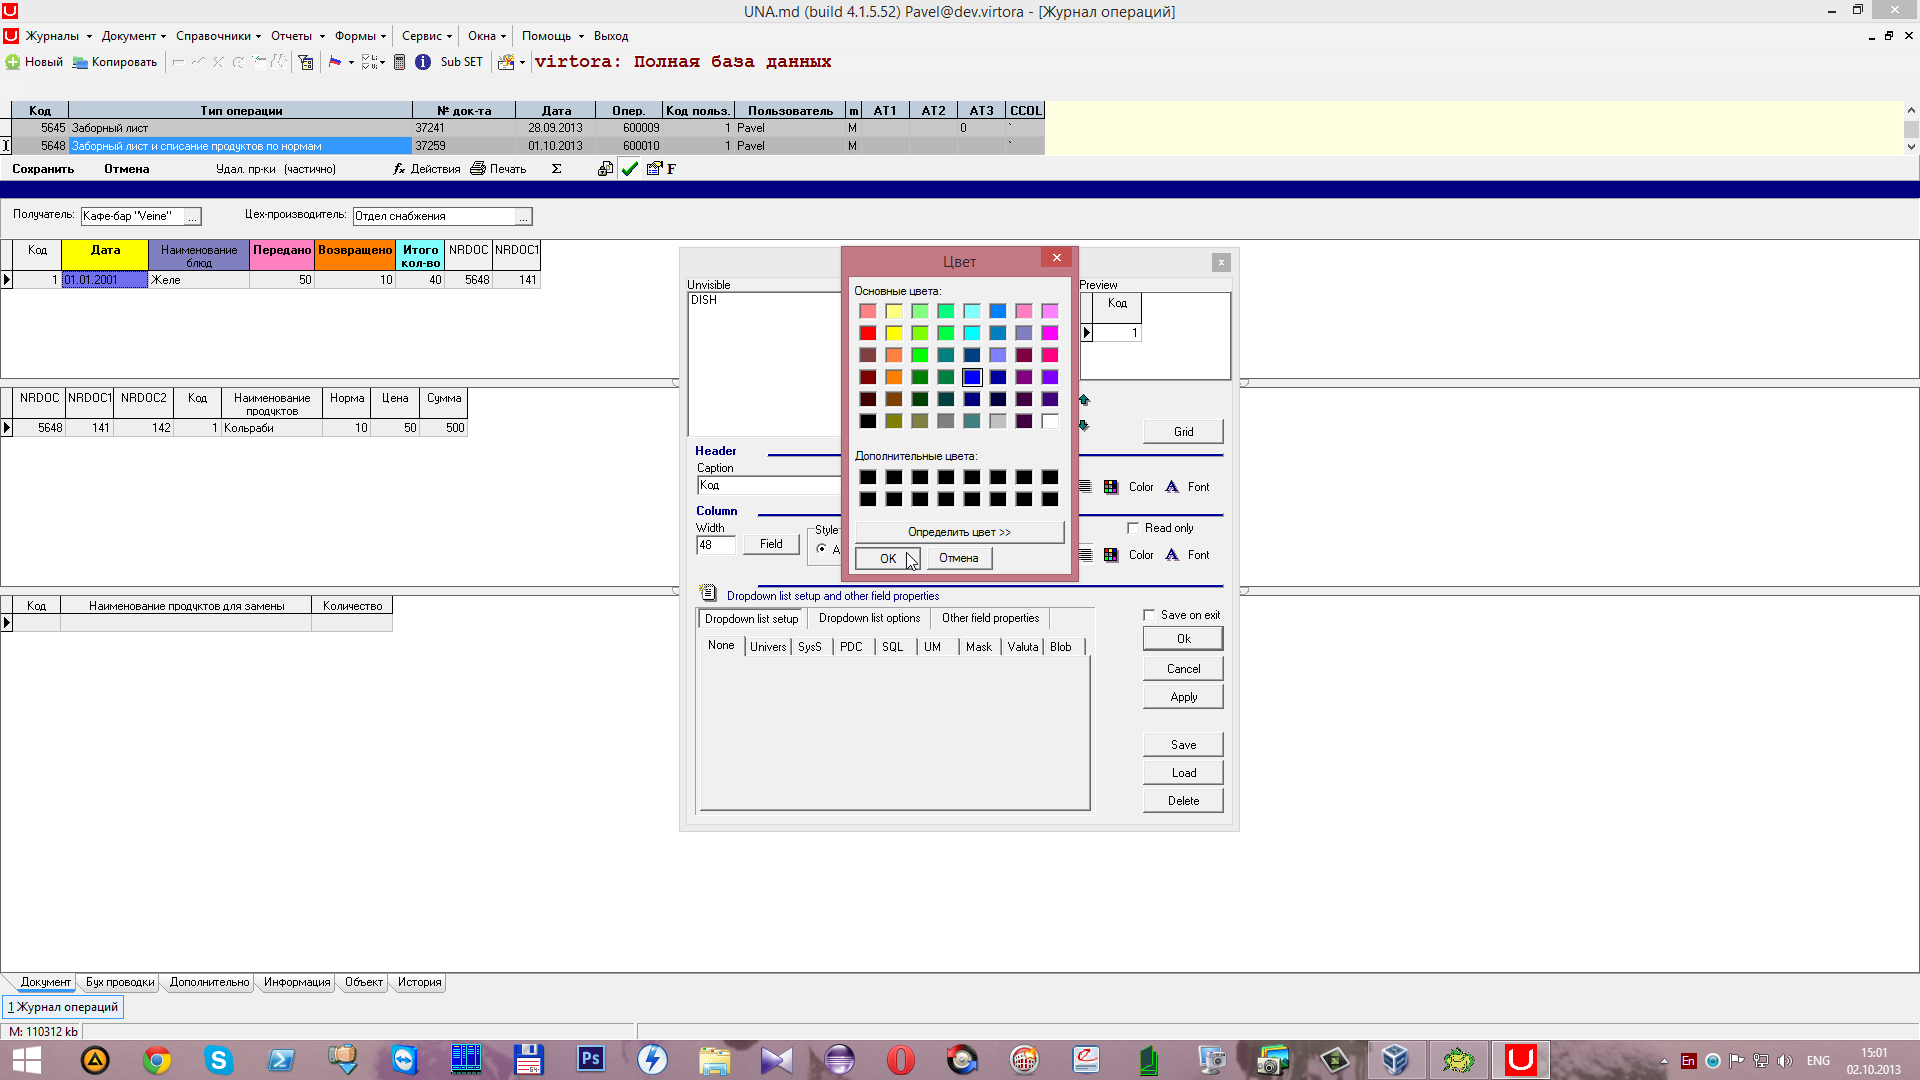 UNA.md (build 4.1.5.52) Pavel@dev.virtora - [Журнал операций]
Журналы Документ Справочники Отчеты Формы Сервис Окна Помощь Выход
Новый Копировать Sub SET virtora: Полная база данных
Код Тип операции № док-та Дата Опер. Код польз. Пользователь m AT1 AT2 AT3 CCOL
5645 Заборный лист 37241 28.09.2013 600009 1 Pavel M 0 `
5648 Заборный лист и списание продуктов по нормам 37259 01.10.2013 600010 1 Pavel M `
Сохранить Отмена Удал. пр-ки (частично) fx Действия Печать Σ F
Получатель: Кафе-бар "Veine" ... Цех-производитель: Отдел снабжения ...
Код Дата Наименование блюд Передано Возвращено Итого кол-во NRDOC NRDOC1
1 01.01.2001 Желе 50 10 40 5648 141
NRDOC NRDOC1 NRDOC2 Код Наименование продуктов Норма Цена Сумма
5648 141 142 1 Кольраби 10 50 500
Код Наименование продуктов для замены Количество
Unvisible
DISH
Preview
Код
1
Grid
Header
Caption
Код
Color Font
Column
Width
48
Field
Style
A
Read only
Color Font
Dropdown list setup and other field properties
Dropdown list setup Dropdown list options Other field properties
None Univers SysS PDC SQL UM Mask Valuta Blob
Save on exit
Ok
Cancel
Apply
Save
Load
Delete
Цвет
Основные цвета:
Дополнительные цвета:
Определить цвет >>
OK Отмена
Документ Бух проводки Дополнительно Информация Объект История
1 Журнал операций
M: 110312 kb
Ps 64 En ENG 15:01
02.10.2013